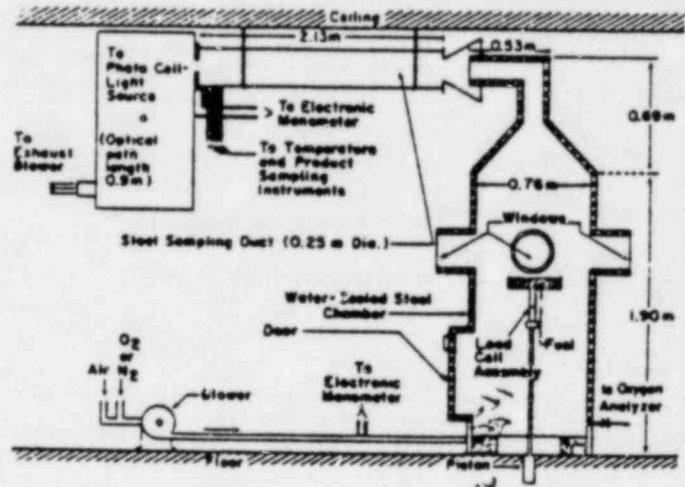 Ceiling
2.13m
0.53m
To
Photo Cell-
Light
Source
(Optical
path
length
0.9m)
To
Exhaust
Blower
To Electronic
Manometer
To Temperature
and Product
Sampling
Instruments
0.69m
0.76m
Windows
Steel Sampling Duct (0.25 m Dia.)
Water-Cooled Steel
Chamber
Door
1.90m
Load
Cell
Assembly
Fuel
O2
or
N2
Air
Blower
To
Electronic
Manometer
to Oxygen
Analyzer
Floor
Piston